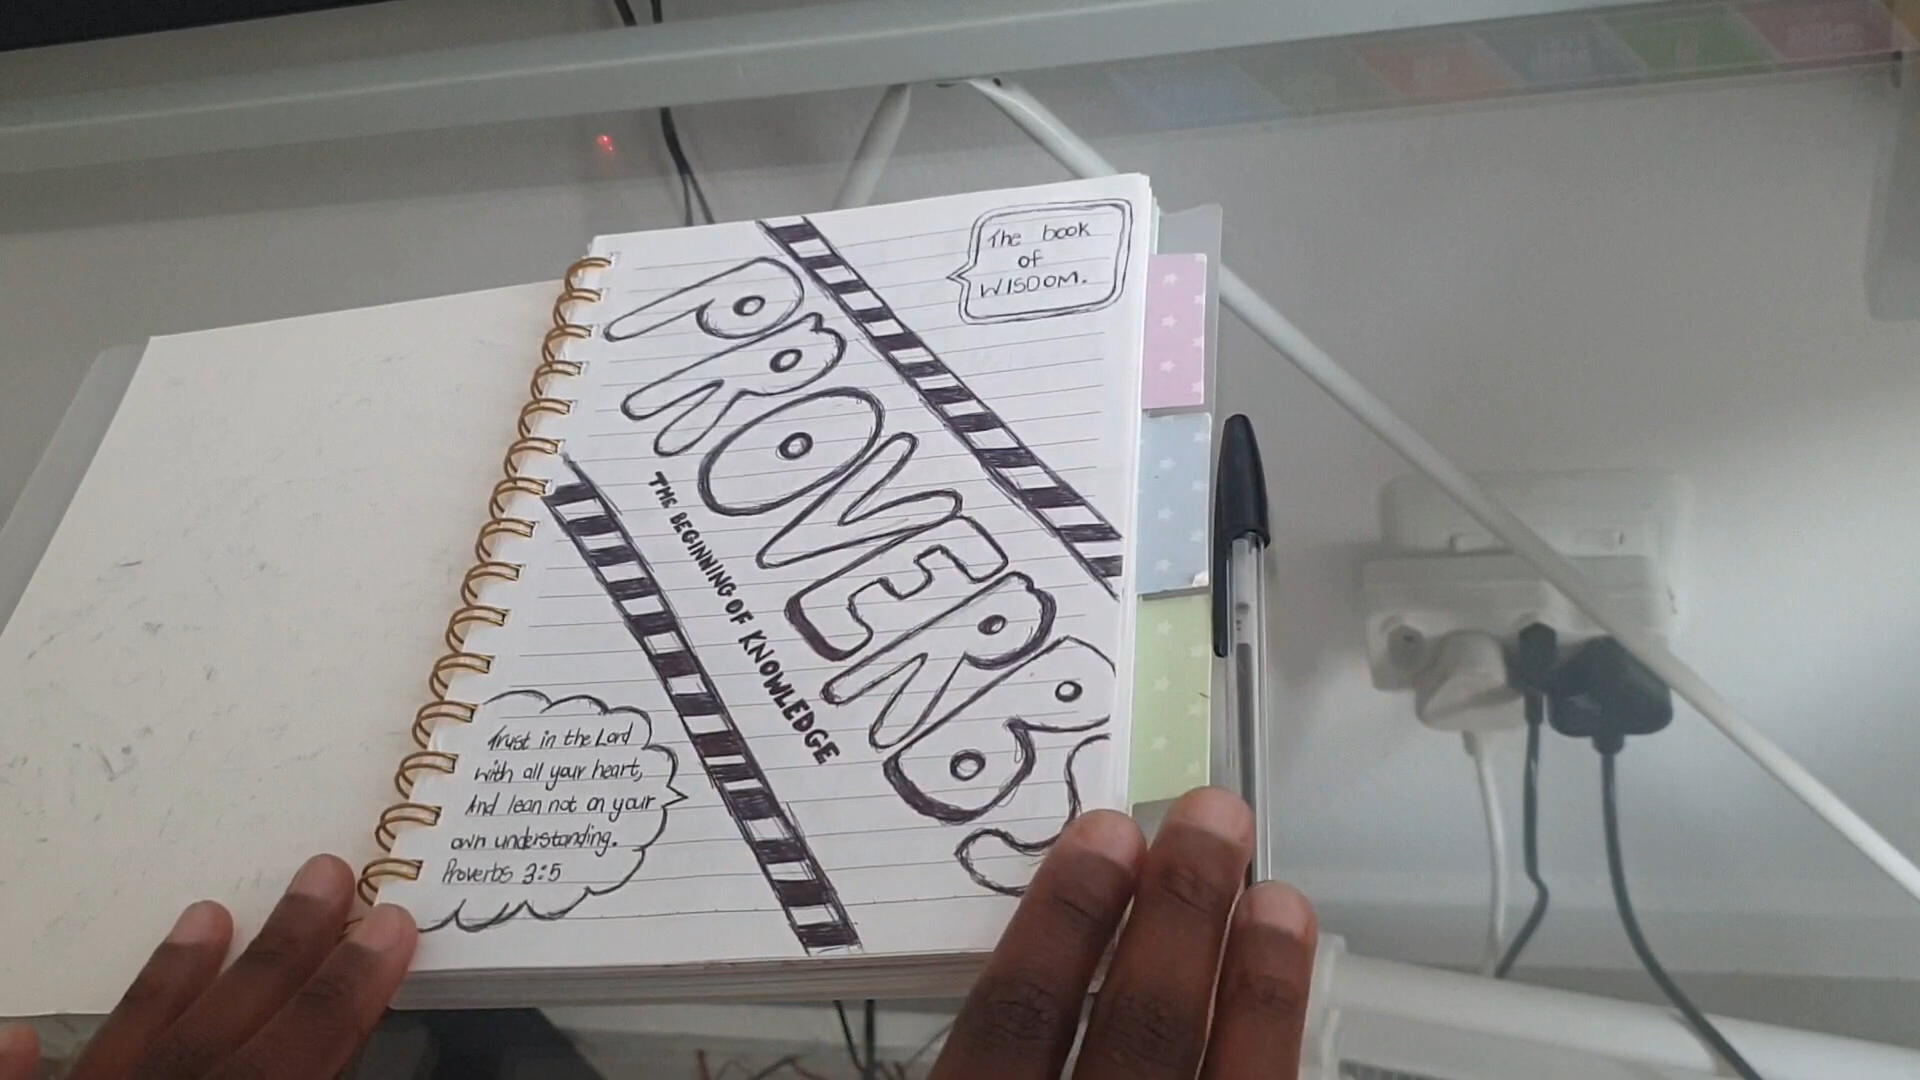 The book
of
WISDOM.
PROVERBS
THE BEGINNING OF KNOWLEDGE
Trust in the Lord
with all your heart,
And lean not on your
own understanding.
Proverbs 3:5